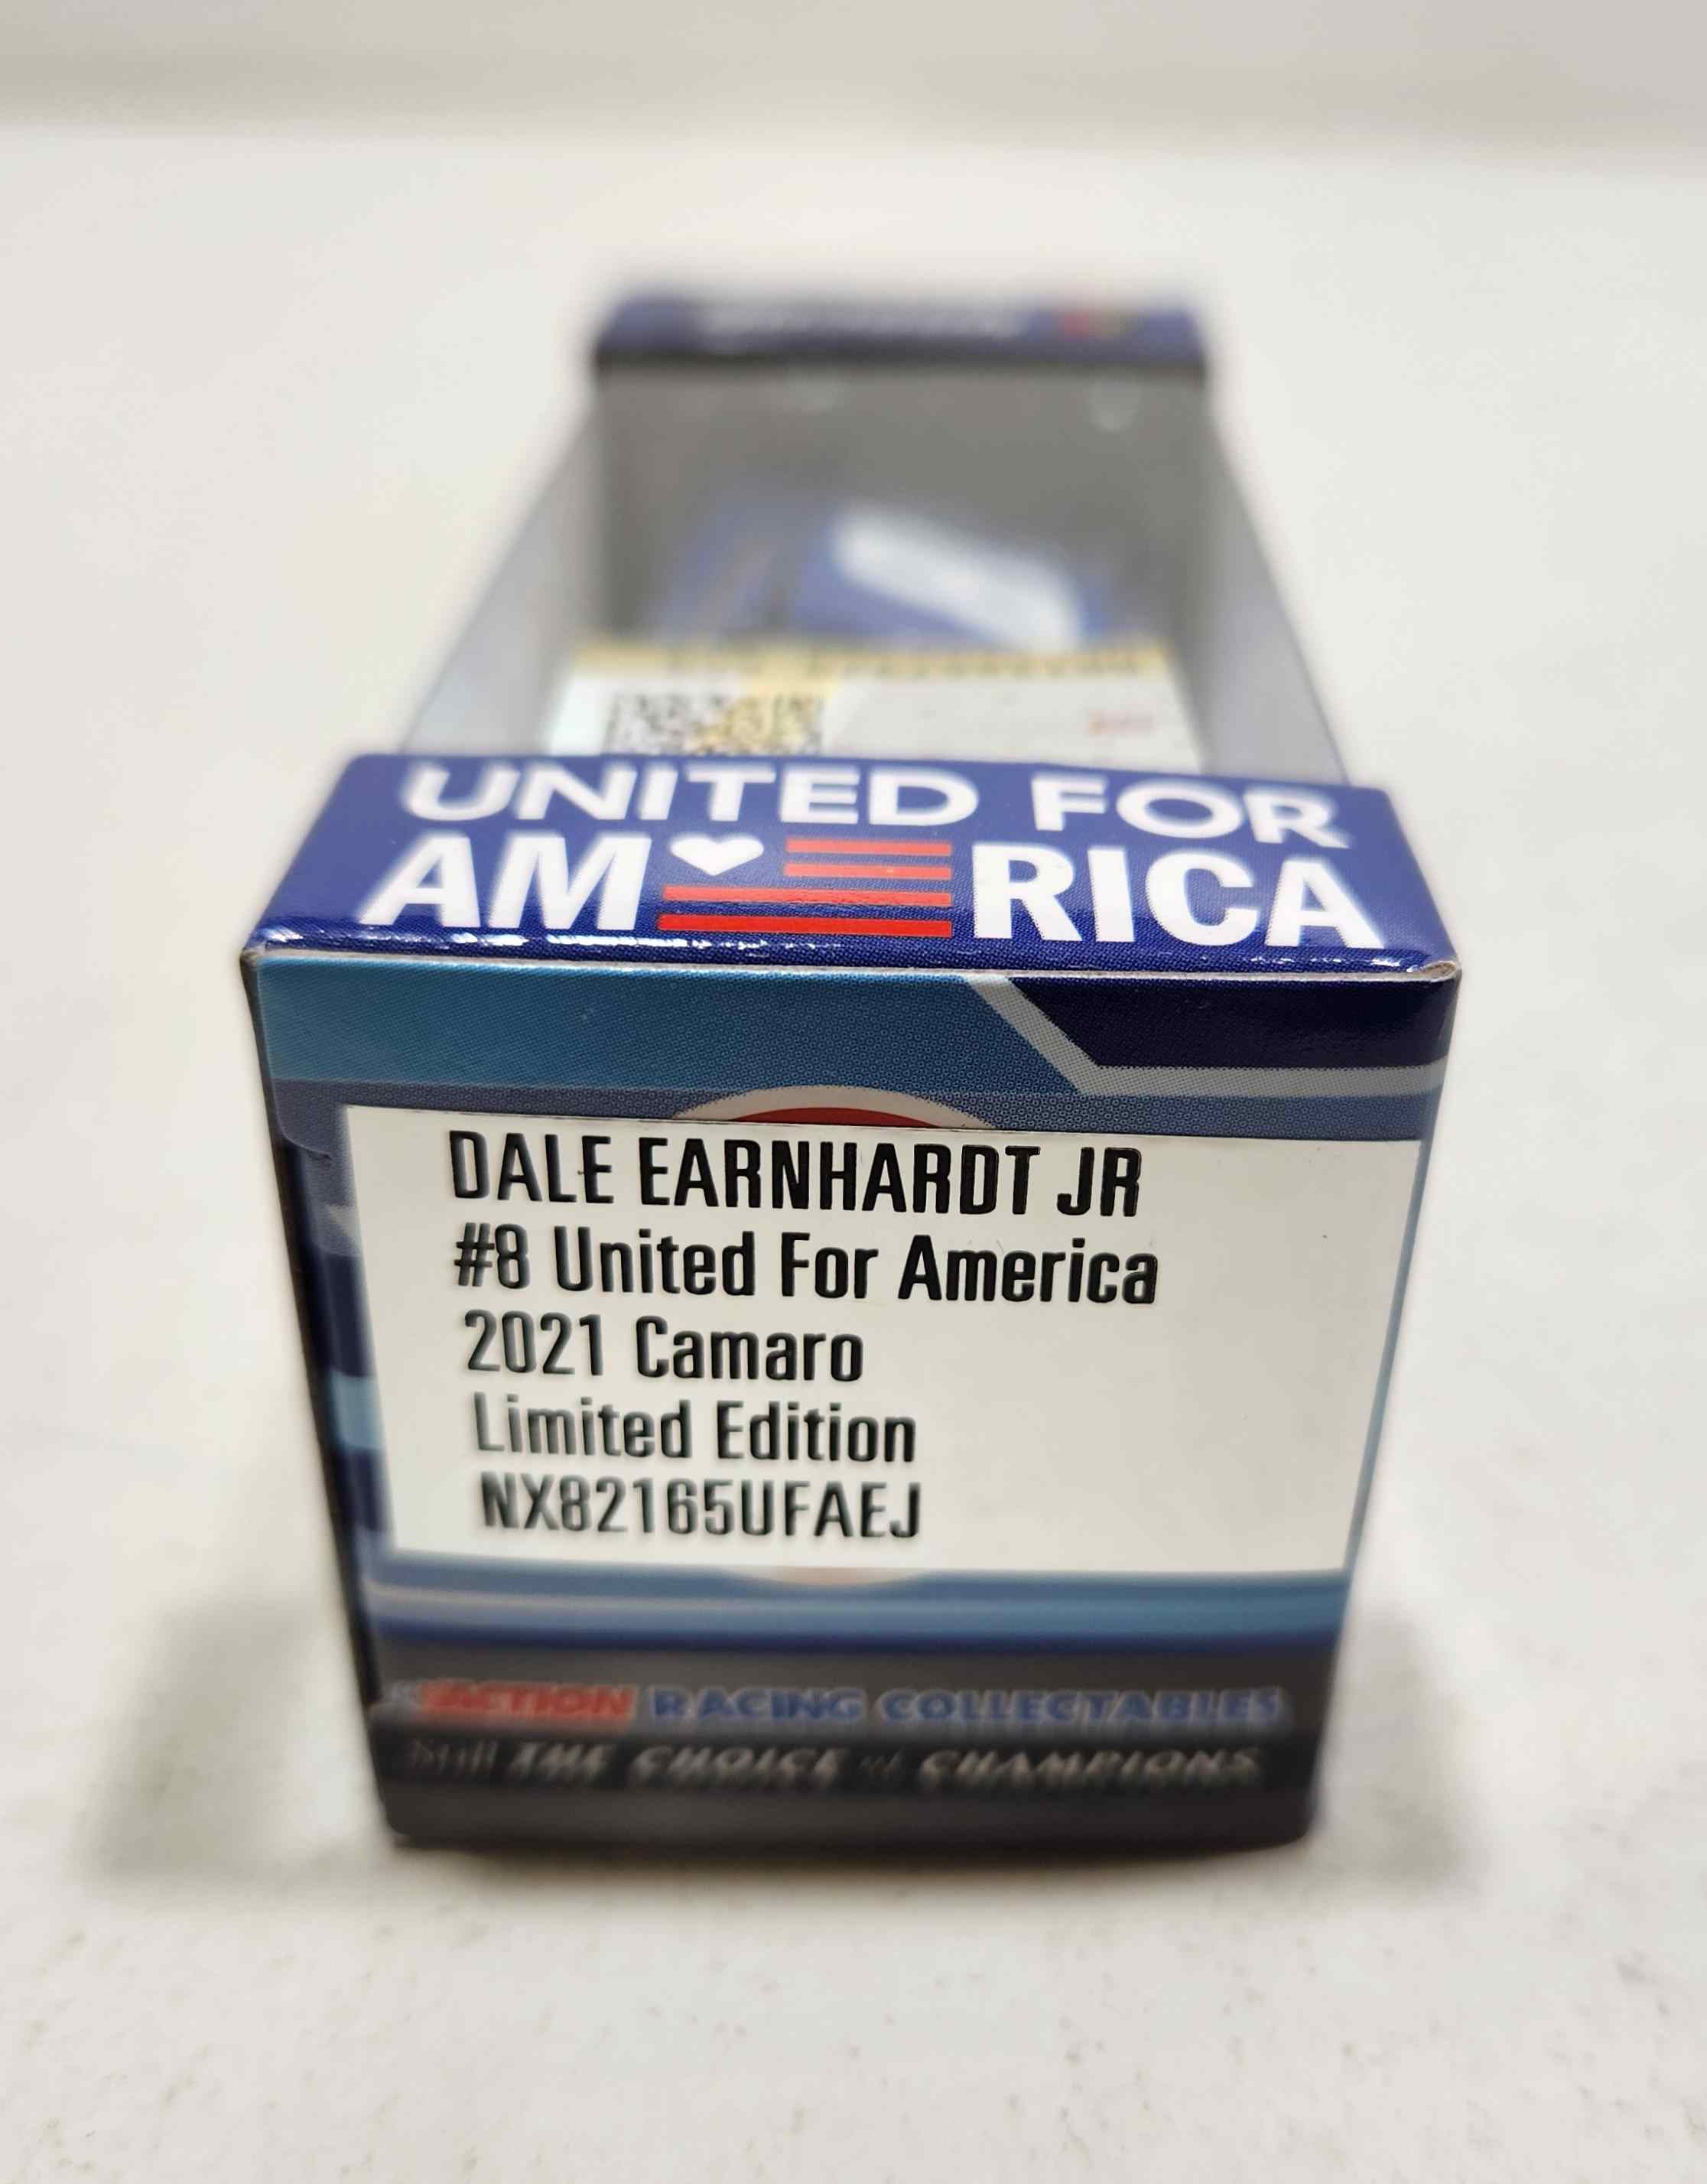 UNITED FOR
AM RICA
DALE EARNHARDT JR
#8 United For America
2021 Camaro
Limited Edition
NX82165UFAEJ
ACTION RACING COLLECTABLES
Still THE CHOICE of CHAMPIONS